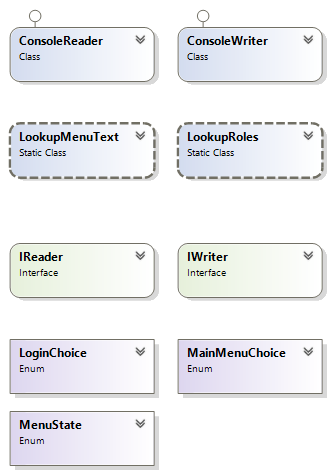 ConsoleReader
Class
ConsoleWriter
Class
LookupMenuText
Static Class
LookupRoles
Static Class
IReader
Interface
IWriter
Interface
LoginChoice
Enum
MainMenuChoice
Enum
MenuState
Enum